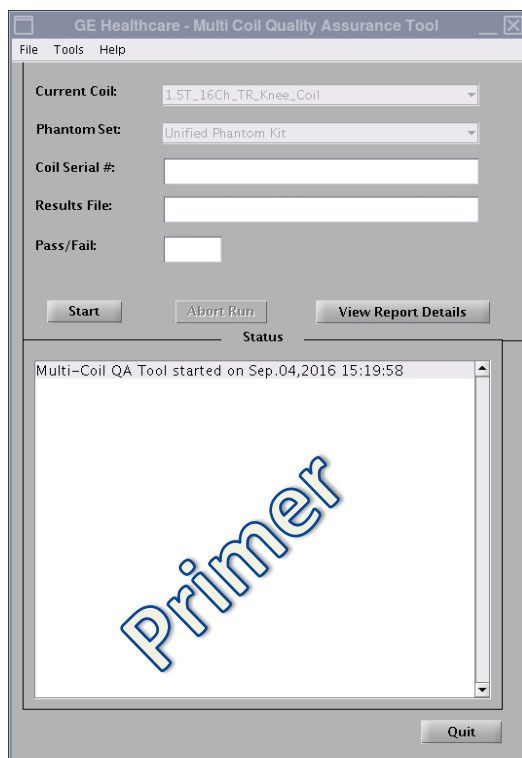 GE Healthcare - Multi Coil Quality Assurance Tool
File Tools Help
Current Coil: 1.5T_16Ch_TR_Knee_Coil
Phantom Set: Unified Phantom Kit
Coil Serial #:
Results File:
Pass/Fail:
Start Abort Run View Report Details
Status
Multi-Coil QA Tool started on Sep.04,2016 15:19:58
Primer
Quit